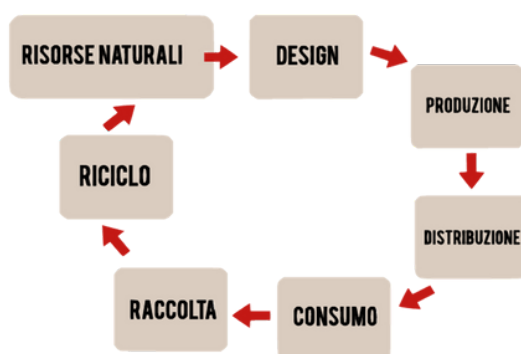 RISORSE NATURALI
DESIGN
PRODUZIONE
DISTRIBUZIONE
CONSUMO
RACCOLTA
RICICLO